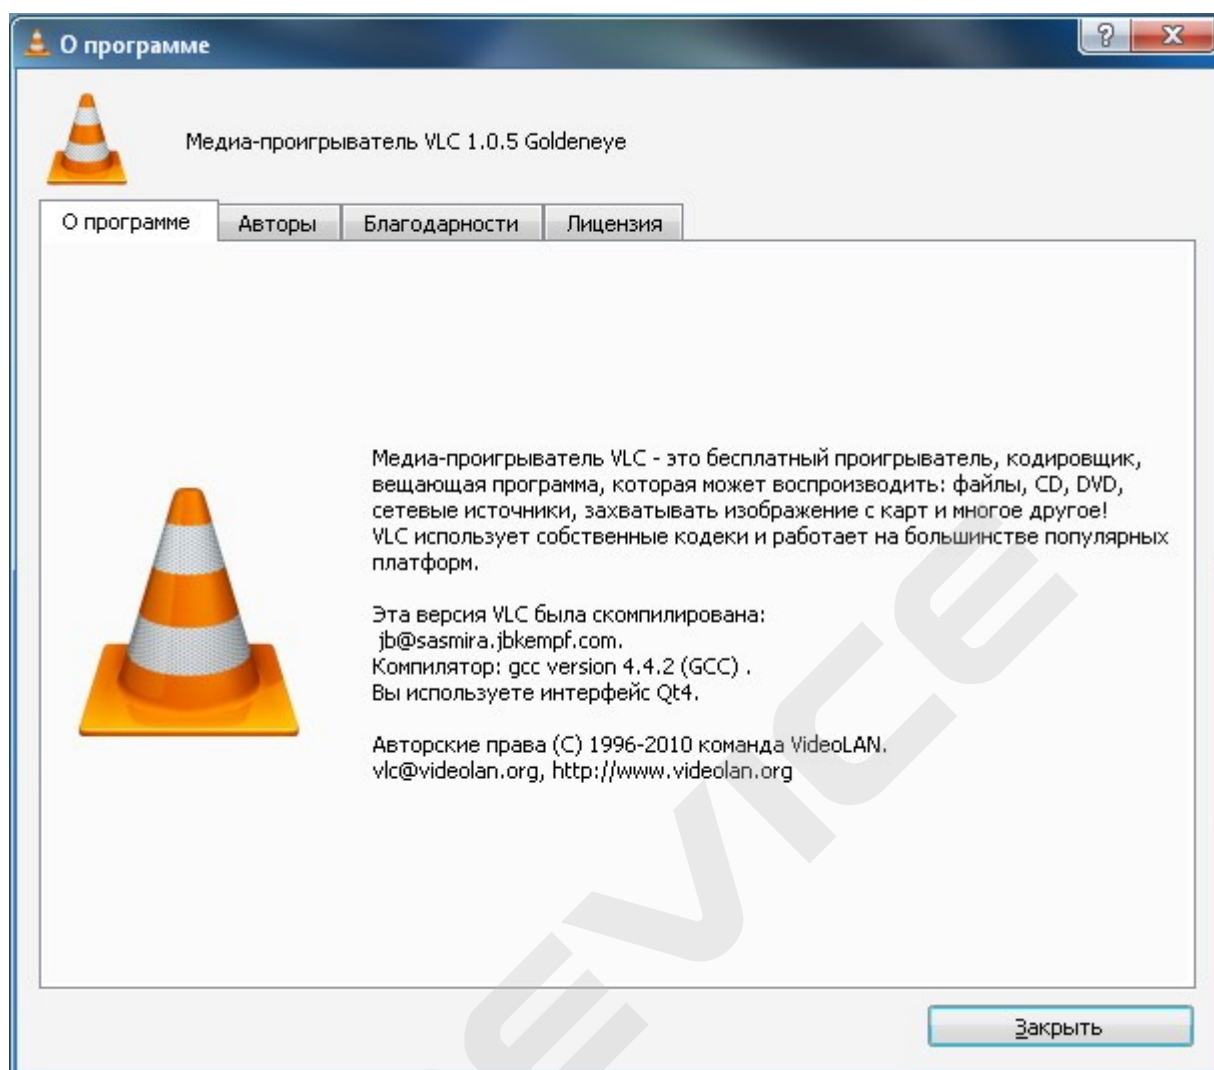 О программе
Медиа-проигрыватель VLC 1.0.5 Goldeneye
О программе Авторы Благодарности Лицензия
Медиа-проигрыватель VLC - это бесплатный проигрыватель, кодировщик,
вещающая программа, которая может воспроизводить: файлы, CD, DVD,
сетевые источники, захватывать изображение с карт и многое другое!
VLC использует собственные кодеки и работает на большинстве популярных
платформ.
Эта версия VLC была скомпилирована:
jb@sasmira.jbkempf.com.
Компилятор: gcc version 4.4.2 (GCC) .
Вы используете интерфейс Qt4.
Авторские права (C) 1996-2010 команда VideoLAN.
vlc@videolan.org, http://www.videolan.org
Закрыть
EVICE